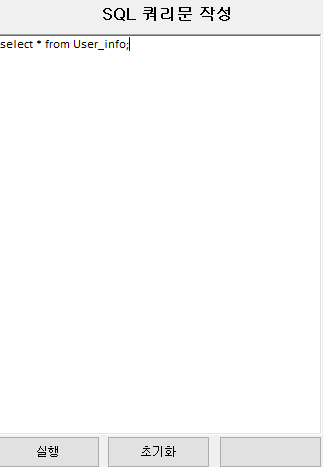 SQL 쿼리문 작성
select * from User_info;
실행
초기화